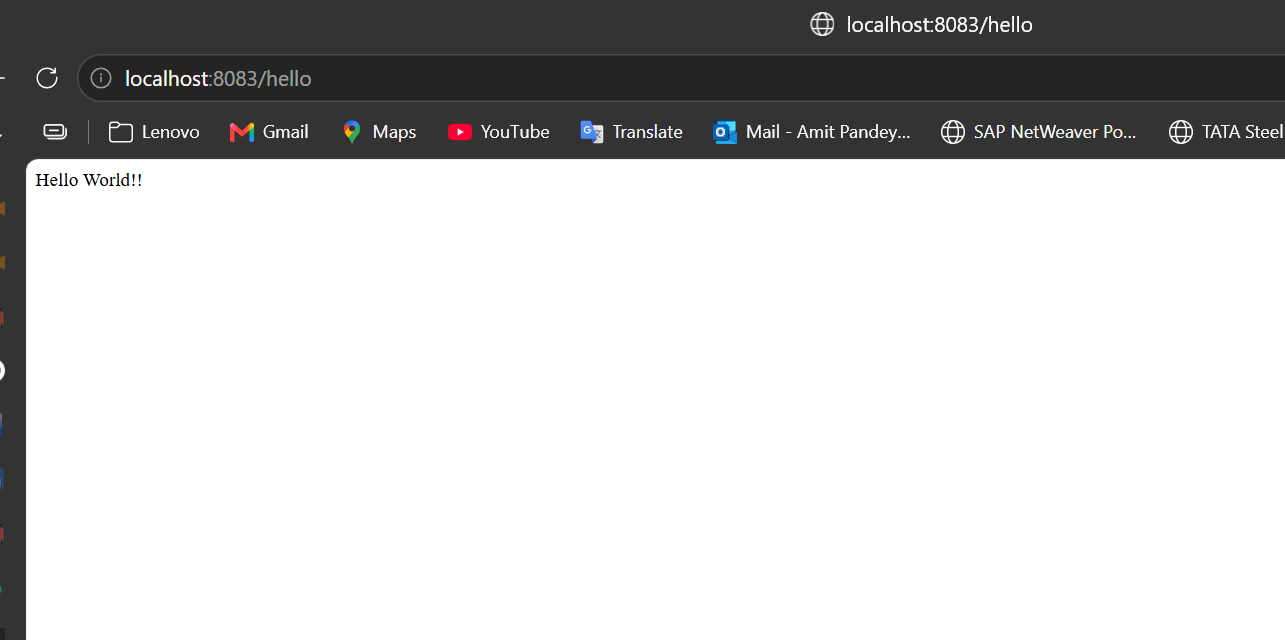 localhost:8083/hello
localhost:8083/hello
Lenovo Gmail Maps YouTube Translate Mail - Amit Pandey... SAP NetWeaver Po... TATA Steel
Hello World!!